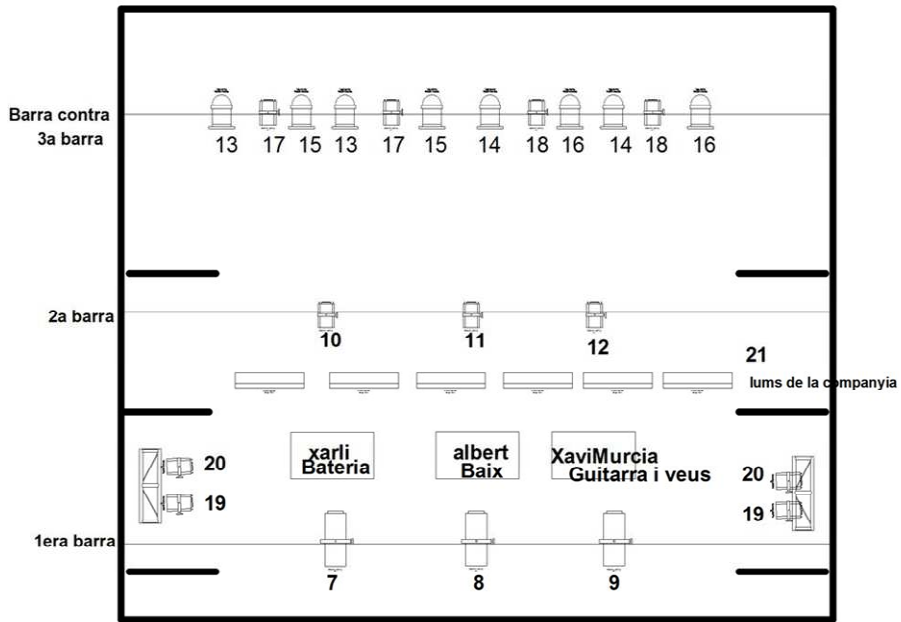 Barra contra
3a barra
13 17 15 13 17 15 14 18 16 14 18 16
2a barra
10 11 12
21
lums de la companyia
xarli
Bateria
albert
Baix
XaviMurcia
Guitarra i veus
20
19
20
19
1era barra
7 8 9